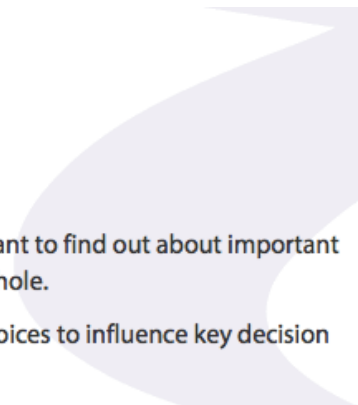 ant to find out about important
hole.
oices to influence key decision